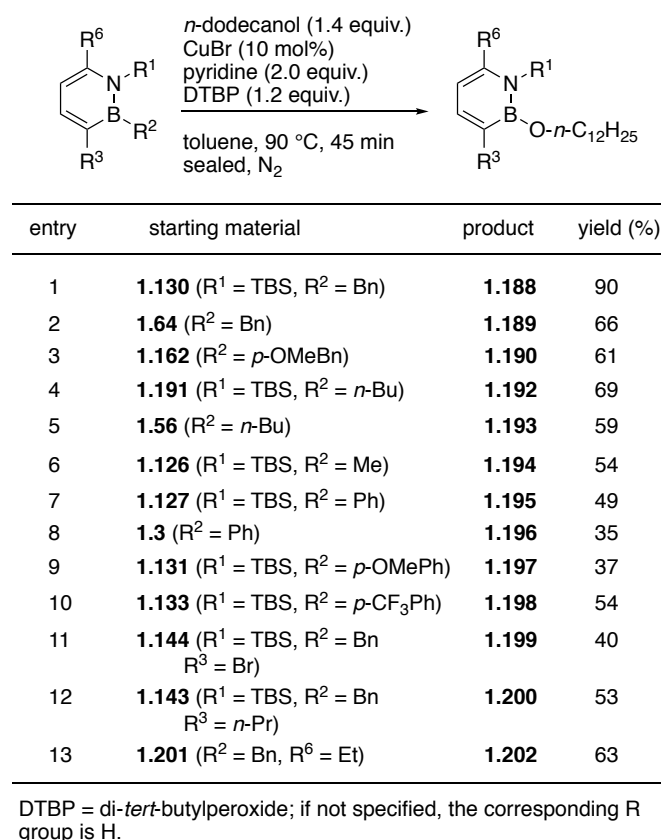 n-dodecanol (1.4 equiv.)
CuBr (10 mol%)
pyridine (2.0 equiv.)
DTBP (1.2 equiv.)
toluene, 90 °C, 45 min
sealed, N2
R6
R1
N
B
R2
R3
R6
R1
N
B
O-n-C12H25
R3
entry starting material product yield (%)
1 1.130 (R1 = TBS, R2 = Bn) 1.188 90
2 1.64 (R2 = Bn) 1.189 66
3 1.162 (R2 = p-OMeBn) 1.190 61
4 1.191 (R1 = TBS, R2 = n-Bu) 1.192 69
5 1.56 (R2 = n-Bu) 1.193 59
6 1.126 (R1 = TBS, R2 = Me) 1.194 54
7 1.127 (R1 = TBS, R2 = Ph) 1.195 49
8 1.3 (R2 = Ph) 1.196 35
9 1.131 (R1 = TBS, R2 = p-OMePh) 1.197 37
10 1.133 (R1 = TBS, R2 = p-CF3Ph) 1.198 54
11 1.144 (R1 = TBS, R2 = Bn 1.199 40
R3 = Br)
12 1.143 (R1 = TBS, R2 = Bn 1.200 53
R3 = n-Pr)
13 1.201 (R2 = Bn, R6 = Et) 1.202 63
DTBP = di-tert-butylperoxide; if not specified, the corresponding R
group is H.